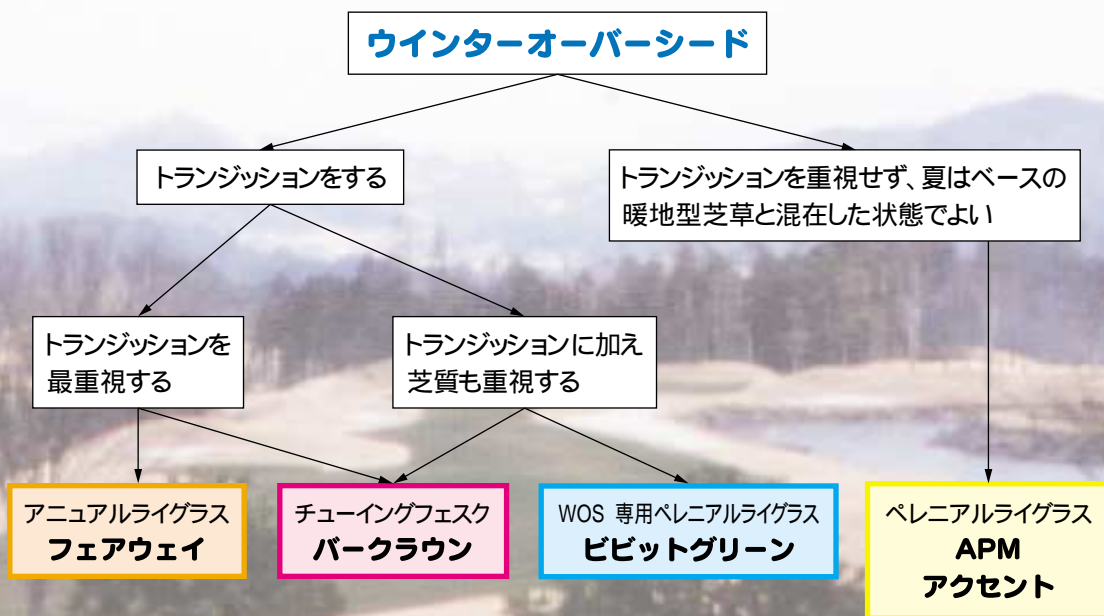 ウインターオーバーシード
トランジッションをする
トランジッションを重視せず、夏はベースの
暖地型芝草と混在した状態でよい
トランジッションを
最重視する
トランジッションに加え
芝質も重視する
アニュアルライグラス
フェアウェイ
チューイングフェスク
バークラウン
WOS 専用ペレニアルライグラス
ビビットグリーン
ペレニアルライグラス
APM
アクセント